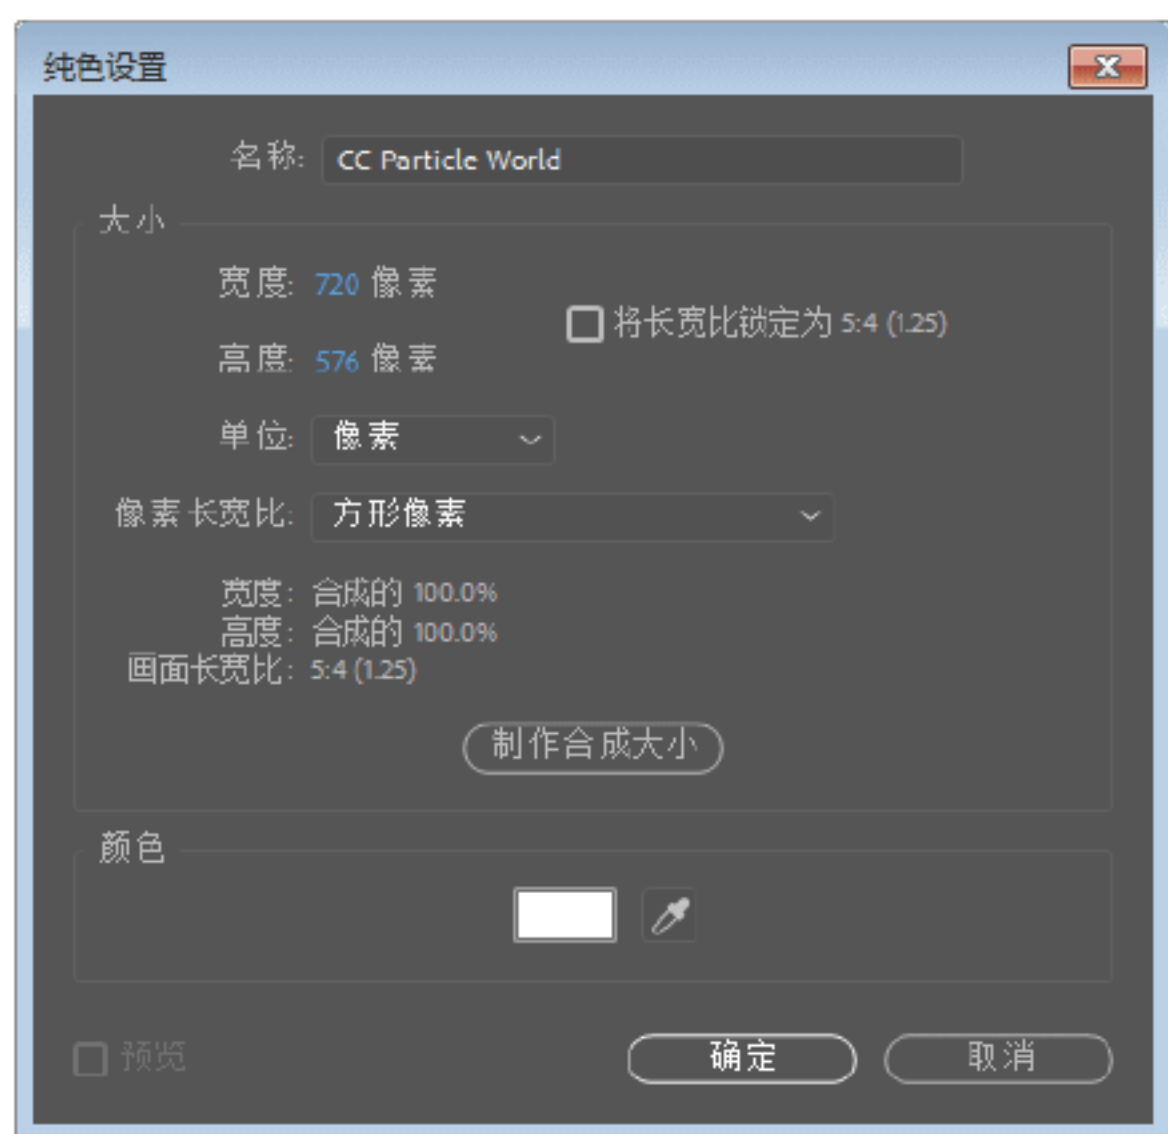 纯色设置
名称: CC Particle World
大小
宽度: 720 像素
将长宽比锁定为 5:4 (1.25)
高度: 576 像素
单位: 像素
像素长宽比: 方形像素
宽度: 合成的 100.0%
高度: 合成的 100.0%
画面长宽比: 5:4 (1.25)
制作合成大小
颜色
预览 确定 取消